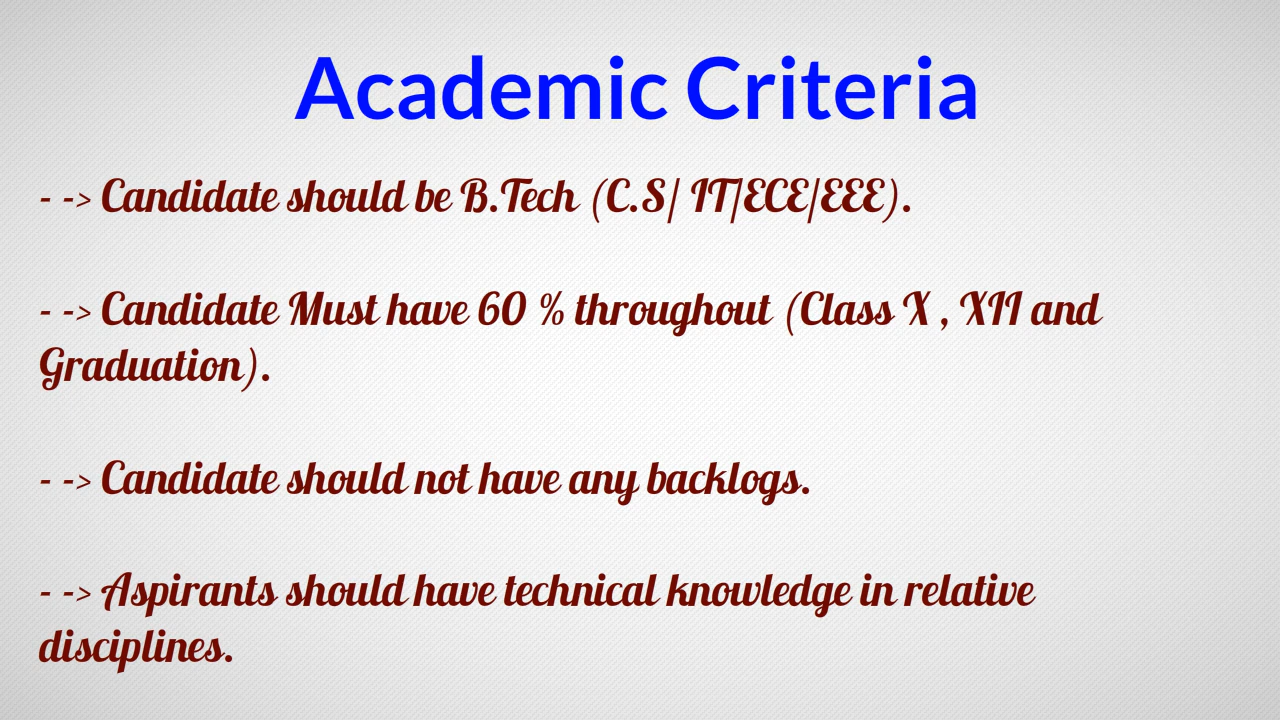 Academic Criteria
- -> Candidate should be B.Tech (C.S/ IT/ECE/EEE).
- -> Candidate Must have 60 % throughout (Class X , XII and
Graduation).
- -> Candidate should not have any backlogs.
- -> Aspirants should have technical knowledge in relative
disciplines.